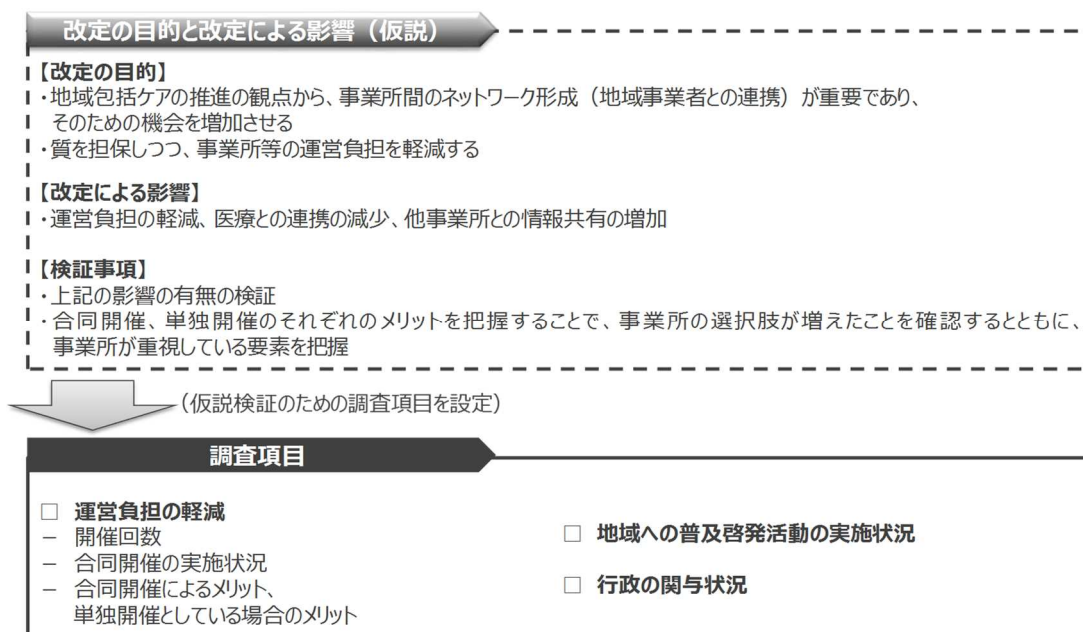 改定の目的と改定による影響（仮説）
【改定の目的】
・地域包括ケアの推進の観点から、事業所間のネットワーク形成（地域事業者との連携）が重要であり、
そのための機会を増加させる
・質を担保しつつ、事業所等の運営負担を軽減する
【改定による影響】
・運営負担の軽減、医療との連携の減少、他事業所との情報共有の増加
【検証事項】
・上記の影響の有無の検証
・合同開催、単独開催のそれぞれのメリットを把握することで、事業所の選択肢が増えたことを確認するとともに、
事業所が重視している要素を把握
（仮説検証のための調査項目を設定）
調査項目
□ 運営負担の軽減
－ 開催回数
－ 合同開催の実施状況
－ 合同開催によるメリット、
単独開催としている場合のメリット
□ 地域への普及啓発活動の実施状況
□ 行政の関与状況